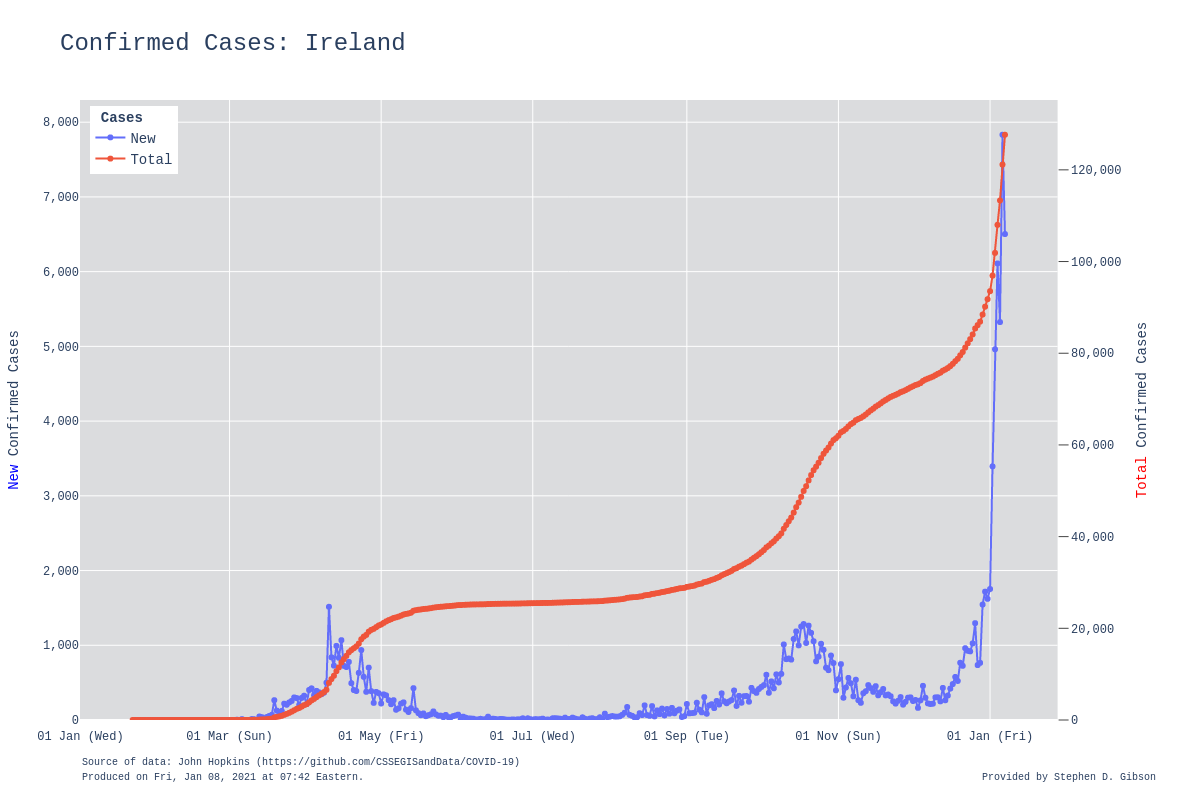 Confirmed Cases: Ireland
Cases
New
Total
8,000
7,000
6,000
5,000
4,000
3,000
2,000
1,000
0
New Confirmed Cases
120,000
100,000
80,000
60,000
40,000
20,000
0
Total Confirmed Cases
01 Jan (Wed) 01 Mar (Sun) 01 May (Fri) 01 Jul (Wed) 01 Sep (Tue) 01 Nov (Sun) 01 Jan (Fri)
Source of data: John Hopkins (https://github.com/CSSEGISandData/COVID-19)
Produced on Fri, Jan 08, 2021 at 07:42 Eastern.
Provided by Stephen D. Gibson